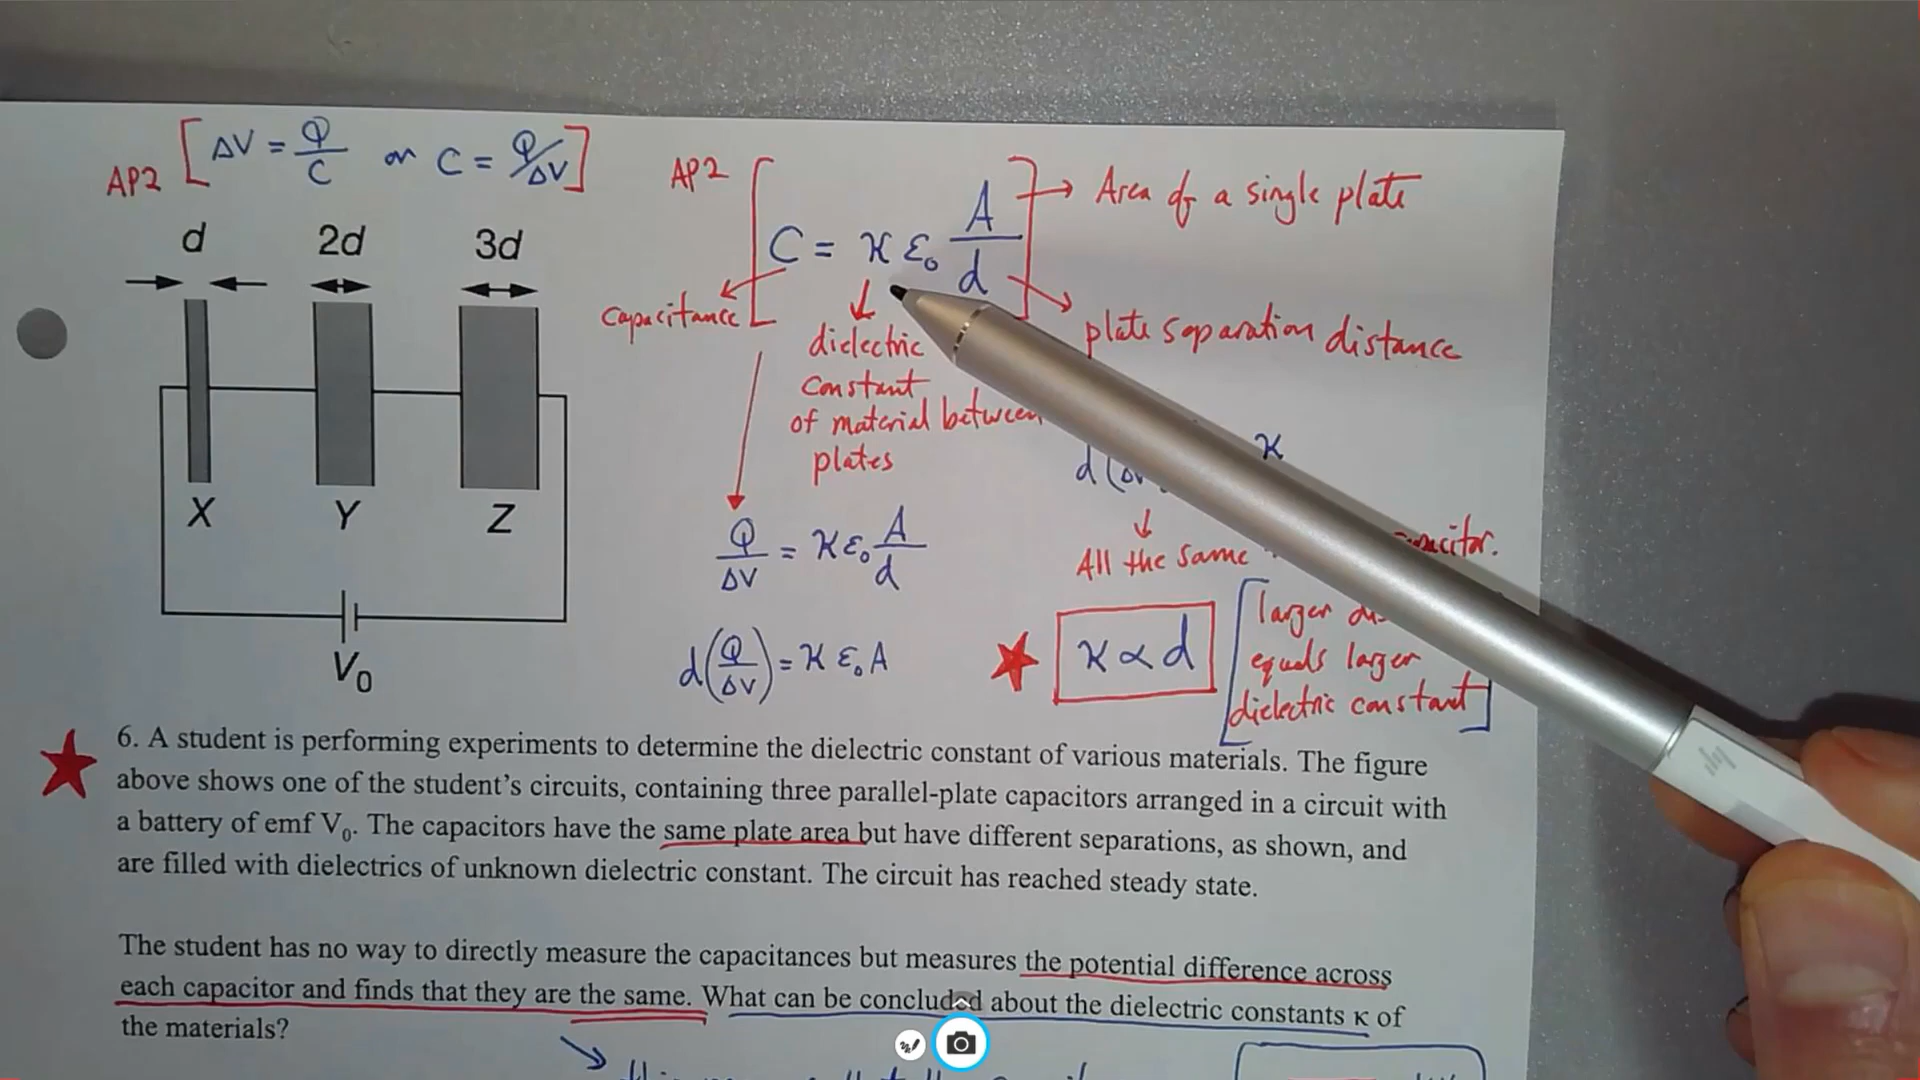 AP2 [ ΔV = Q/C or C = Q/ΔV ]
AP2 [ C = κ ε₀ A/d ]
Area of a single plate
capacitance
dielectric
constant
of material between
plates
plate separation distance
d 2d 3d
X Y Z
V₀
Q/ΔV = κ ε₀ A/d
d(Q/ΔV) = κ ε₀ A
κ
All the same
κ ∝ d
[ larger
equals larger
dielectric constant ]
6. A student is performing experiments to determine the dielectric constant of various materials. The figure
above shows one of the student's circuits, containing three parallel-plate capacitors arranged in a circuit with
a battery of emf V₀. The capacitors have the same plate area but have different separations, as shown, and
are filled with dielectrics of unknown dielectric constant. The circuit has reached steady state.
The student has no way to directly measure the capacitances but measures the potential difference across
each capacitor and finds that they are the same. What can be concluded about the dielectric constants κ of
the materials?